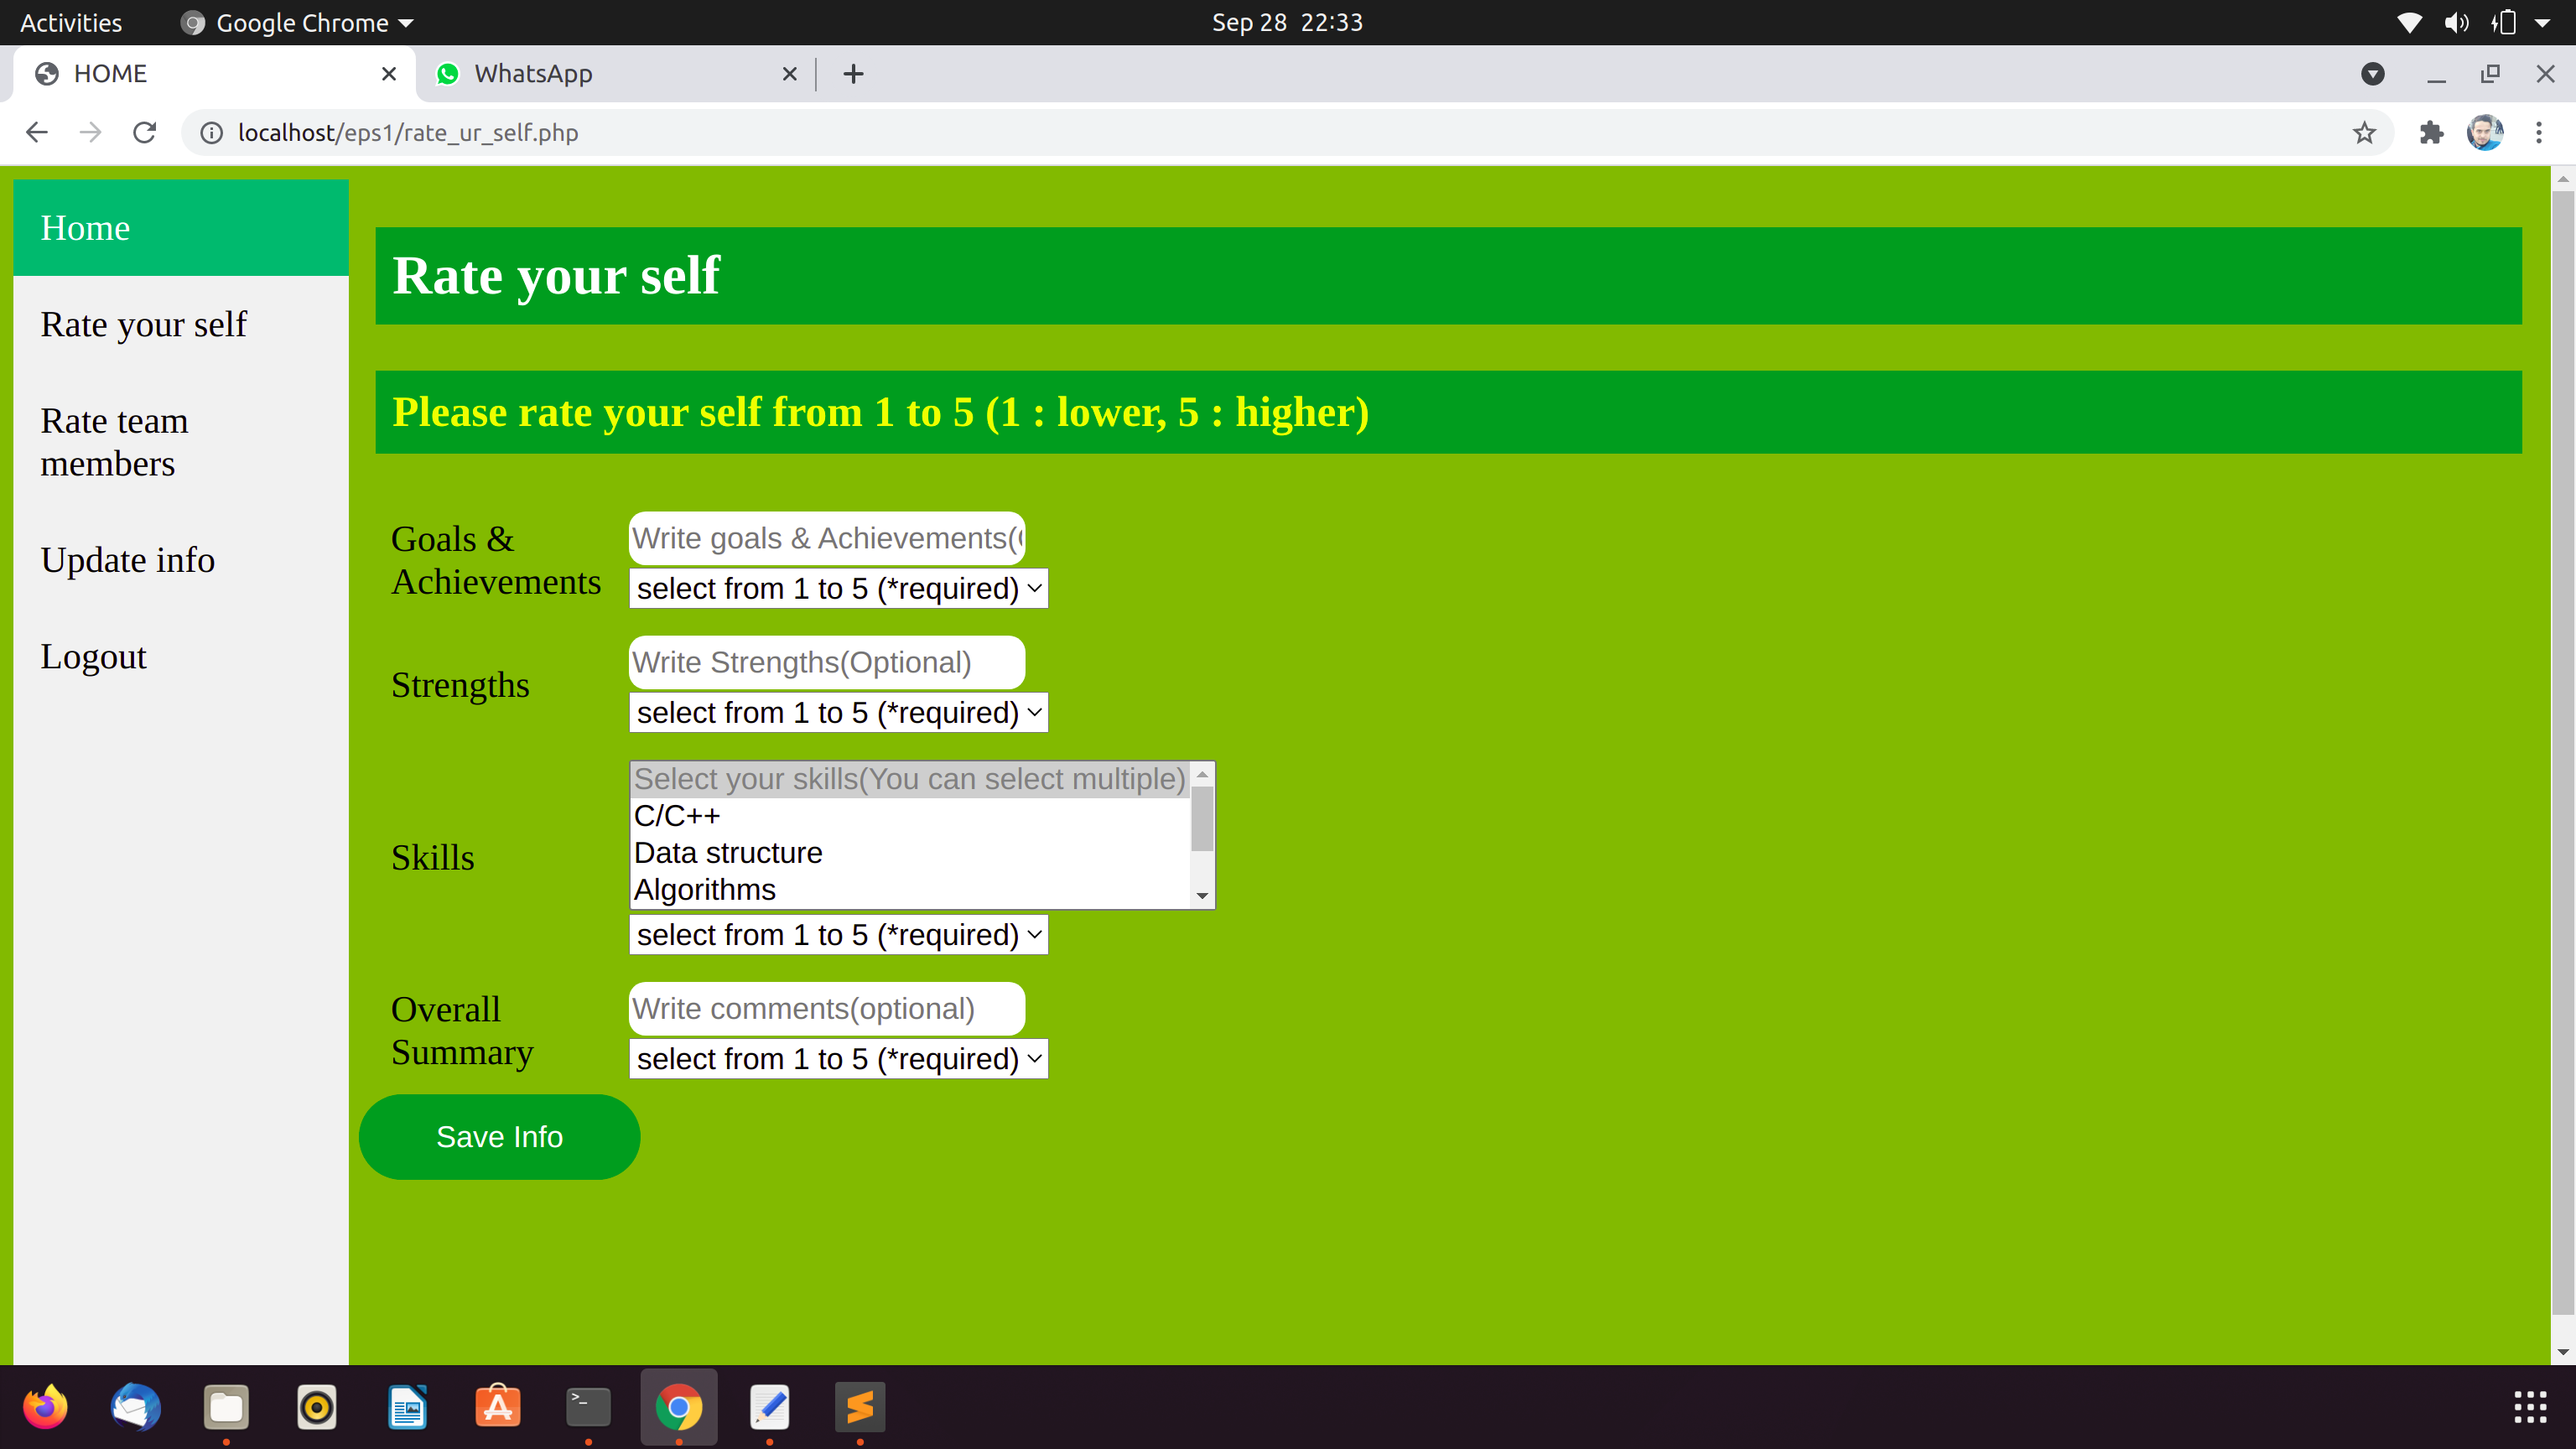 Activities
Google Chrome
Sep 28 22:33
HOME
WhatsApp
localhost/eps1/rate_ur_self.php
Home
Rate your self
Rate team
members
Update info
Logout
Rate your self
Please rate your self from 1 to 5 (1 : lower, 5 : higher)
Goals &
Achievements
Write goals & Achievements(
select from 1 to 5 (*required)
Strengths
Write Strengths(Optional)
select from 1 to 5 (*required)
Skills
Select your skills(You can select multiple)
C/C++
Data structure
Algorithms
select from 1 to 5 (*required)
Overall
Summary
Write comments(optional)
select from 1 to 5 (*required)
Save Info